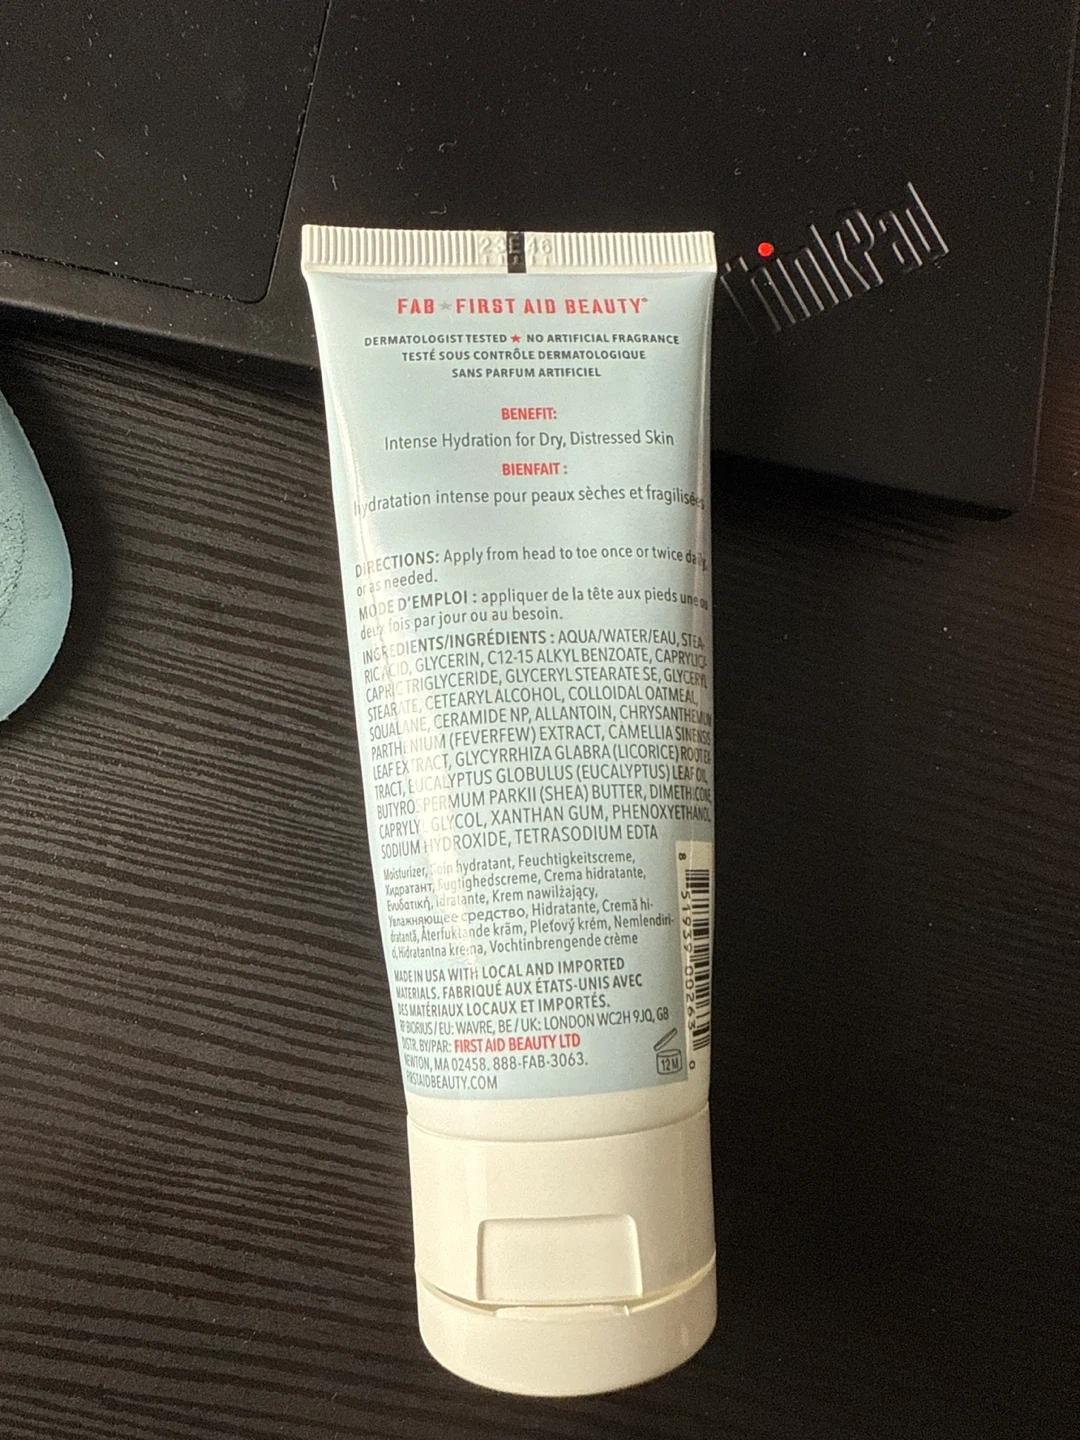 ThinkPad
FAB FIRST AID BEAUTY®
DERMATOLOGIST TESTED ★ NO ARTIFICIAL FRAGRANCE
TESTÉ SOUS CONTRÔLE DERMATOLOGIQUE
SANS PARFUM ARTIFICIEL
BENEFIT:
Intense Hydration for Dry, Distressed Skin
BIENFAIT :
hydratation intense pour peaux sèches et fragilisées
DIRECTIONS: Apply from head to toe once or twice daily,
or as needed.
MODE D'EMPLOI : appliquer de la tête aux pieds une ou
deux fois par jour ou au besoin.
INGREDIENTS/INGRÉDIENTS : AQUA/WATER/EAU, STEA-
RIC ACID, GLYCERIN, C12-15 ALKYL BENZOATE, CAPRYLIC/
CAPRIC TRIGLYCERIDE, GLYCERYL STEARATE SE, GLYCERYL
STEARATE, CETEARYL ALCOHOL, COLLOIDAL OATMEAL,
SQUALANE, CERAMIDE NP, ALLANTOIN, CHRYSANTHEMUM
PARTHENIUM (FEVERFEW) EXTRACT, CAMELLIA SINENSIS
LEAF EXTRACT, GLYCYRRHIZA GLABRA (LICORICE) ROOT EX-
TRACT, EUCALYPTUS GLOBULUS (EUCALYPTUS) LEAF OIL,
BUTYROSPERMUM PARKII (SHEA) BUTTER, DIMETHICONE,
CAPRYLYL GLYCOL, XANTHAN GUM, PHENOXYETHANOL,
SODIUM HYDROXIDE, TETRASODIUM EDTA
Moisturizer, Soin hydratant, Feuchtigkeitscreme,
Хидратант, Fugtighedscreme, Crema hidratante,
Ενυδατική, Idratante, Krem nawilżający,
Увлажняющее средство, Hidratante, Cremă hi-
dratantă, Återfuktande kräm, Pleťový krém, Nemlendiri-
ci, Hidratantna krema, Vochtinbrengende crème
MADE IN USA WITH LOCAL AND IMPORTED
MATERIALS. FABRIQUÉ AUX ÉTATS-UNIS AVEC
DES MATÉRIAUX LOCAUX ET IMPORTÉS.
RP BIORIUS/EU: WAVRE, BE/UK: LONDON WC2H 9JQ, GB
DISTR. BY/PAR: FIRST AID BEAUTY LTD
NEWTON, MA 02458. 888-FAB-3063.
FIRSTAIDBEAUTY.COM
12 M
8 51939 00263 0